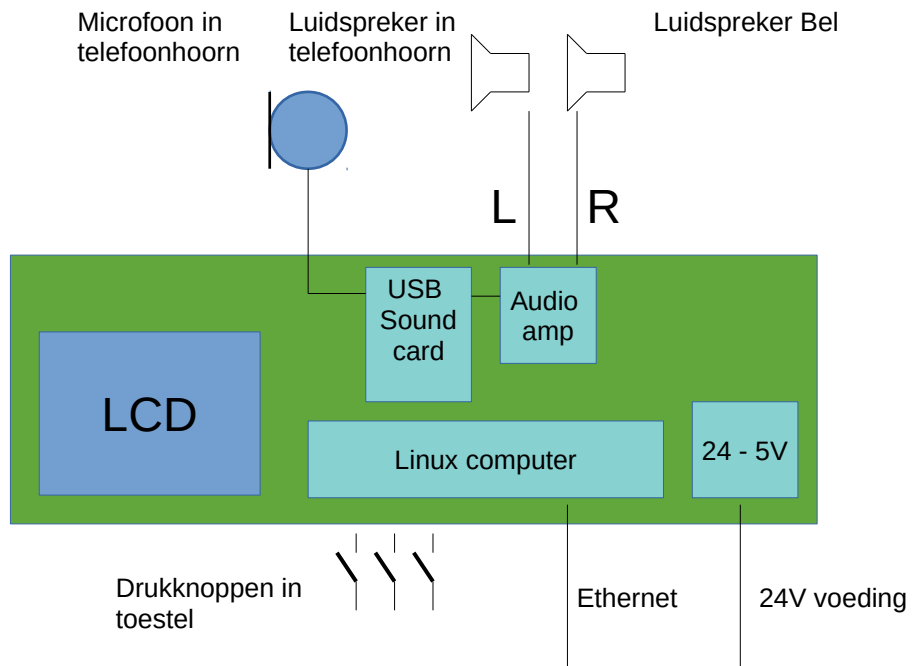 Microfoon in
telefoonhoorn
Luidspreker in
telefoonhoorn
Luidspreker Bel
L
R
USB
Sound
card
Audio
amp
LCD
Linux computer
24 - 5V
Drukknoppen in
toestel
Ethernet
24V voeding